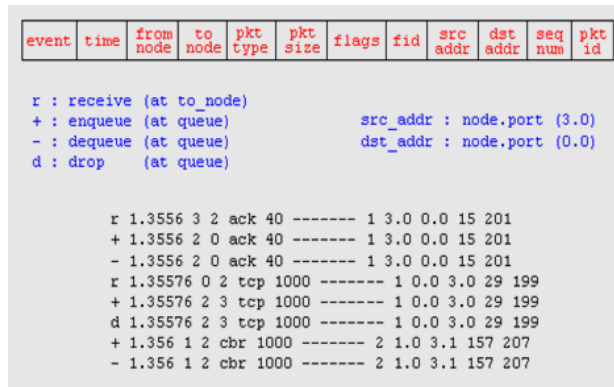 event time from node to node pkt type pkt size flags fid src addr dst addr seq num pkt id
r : receive (at to_node)
+ : enqueue (at queue) src_addr : node.port (3.0)
- : dequeue (at queue) dst_addr : node.port (0.0)
d : drop (at queue)
r 1.3556 3 2 ack 40 ------- 1 3.0 0.0 15 201
+ 1.3556 2 0 ack 40 ------- 1 3.0 0.0 15 201
- 1.3556 2 0 ack 40 ------- 1 3.0 0.0 15 201
r 1.35576 0 2 tcp 1000 ------- 1 0.0 3.0 29 199
+ 1.35576 2 3 tcp 1000 ------- 1 0.0 3.0 29 199
d 1.35576 2 3 tcp 1000 ------- 1 0.0 3.0 29 199
+ 1.356 1 2 cbr 1000 ------- 2 1.0 3.1 157 207
- 1.356 1 2 cbr 1000 ------- 2 1.0 3.1 157 207